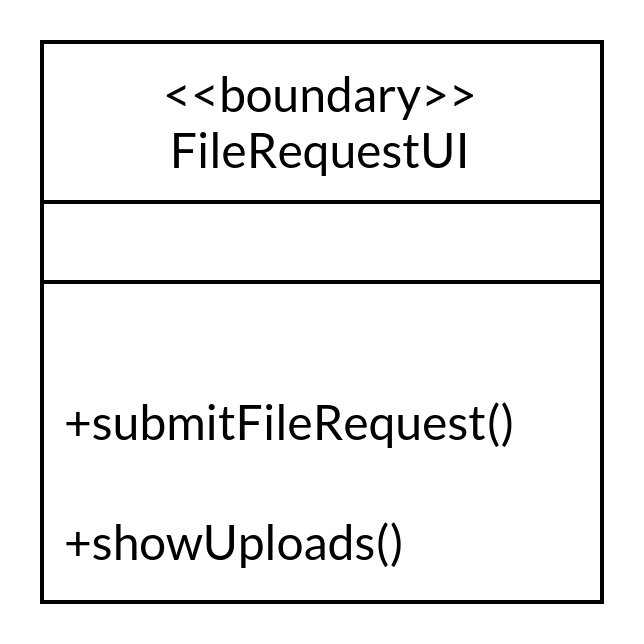 <<boundary>>
FileRequestUI
+submitFileRequest()
+showUploads()